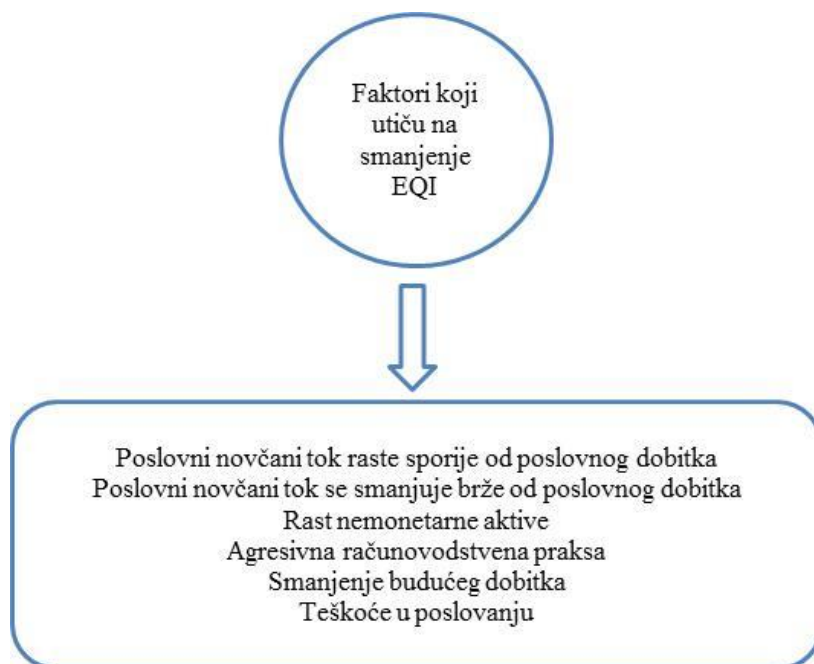 Faktori koji
utiču na
smanjenje
EQI
Poslovni novčani tok raste sporije od poslovnog dobitka
Poslovni novčani tok se smanjuje brže od poslovnog dobitka
Rast nemonetarne aktive
Agresivna računovodstvena praksa
Smanjenje budućeg dobitka
Teškoće u poslovanju